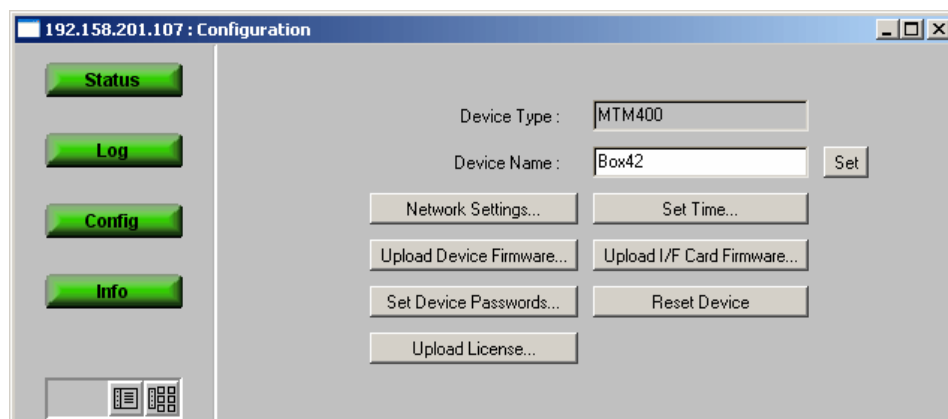 192.158.201.107 : Configuration
Status
Log
Config
Info
Device Type :
MTM400
Device Name :
Box42
Set
Network Settings...
Set Time...
Upload Device Firmware...
Upload I/F Card Firmware...
Set Device Passwords...
Reset Device
Upload License...